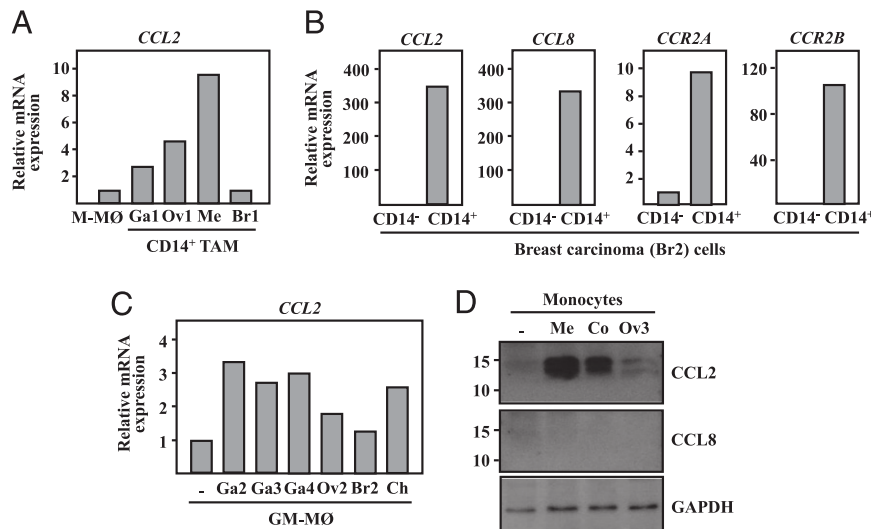 A
CCL2
Relative mRNA
expression
10
8
6
4
2
M-MØ Ga1 Ov1 Me Br1
CD14+ TAM
B
CCL2 CCL8 CCR2A CCR2B
Relative mRNA
expression
400
300
200
100
400
300
200
100
10
8
6
4
2
120
80
40
CD14- CD14+ CD14- CD14+ CD14- CD14+ CD14- CD14+
Breast carcinoma (Br2) cells
C
CCL2
Relative mRNA
expression
4
3
2
1
- Ga2 Ga3 Ga4 Ov2 Br2 Ch
GM-MØ
D
Monocytes
- Me Co Ov3
15
10
CCL2
15
10
CCL8
GAPDH